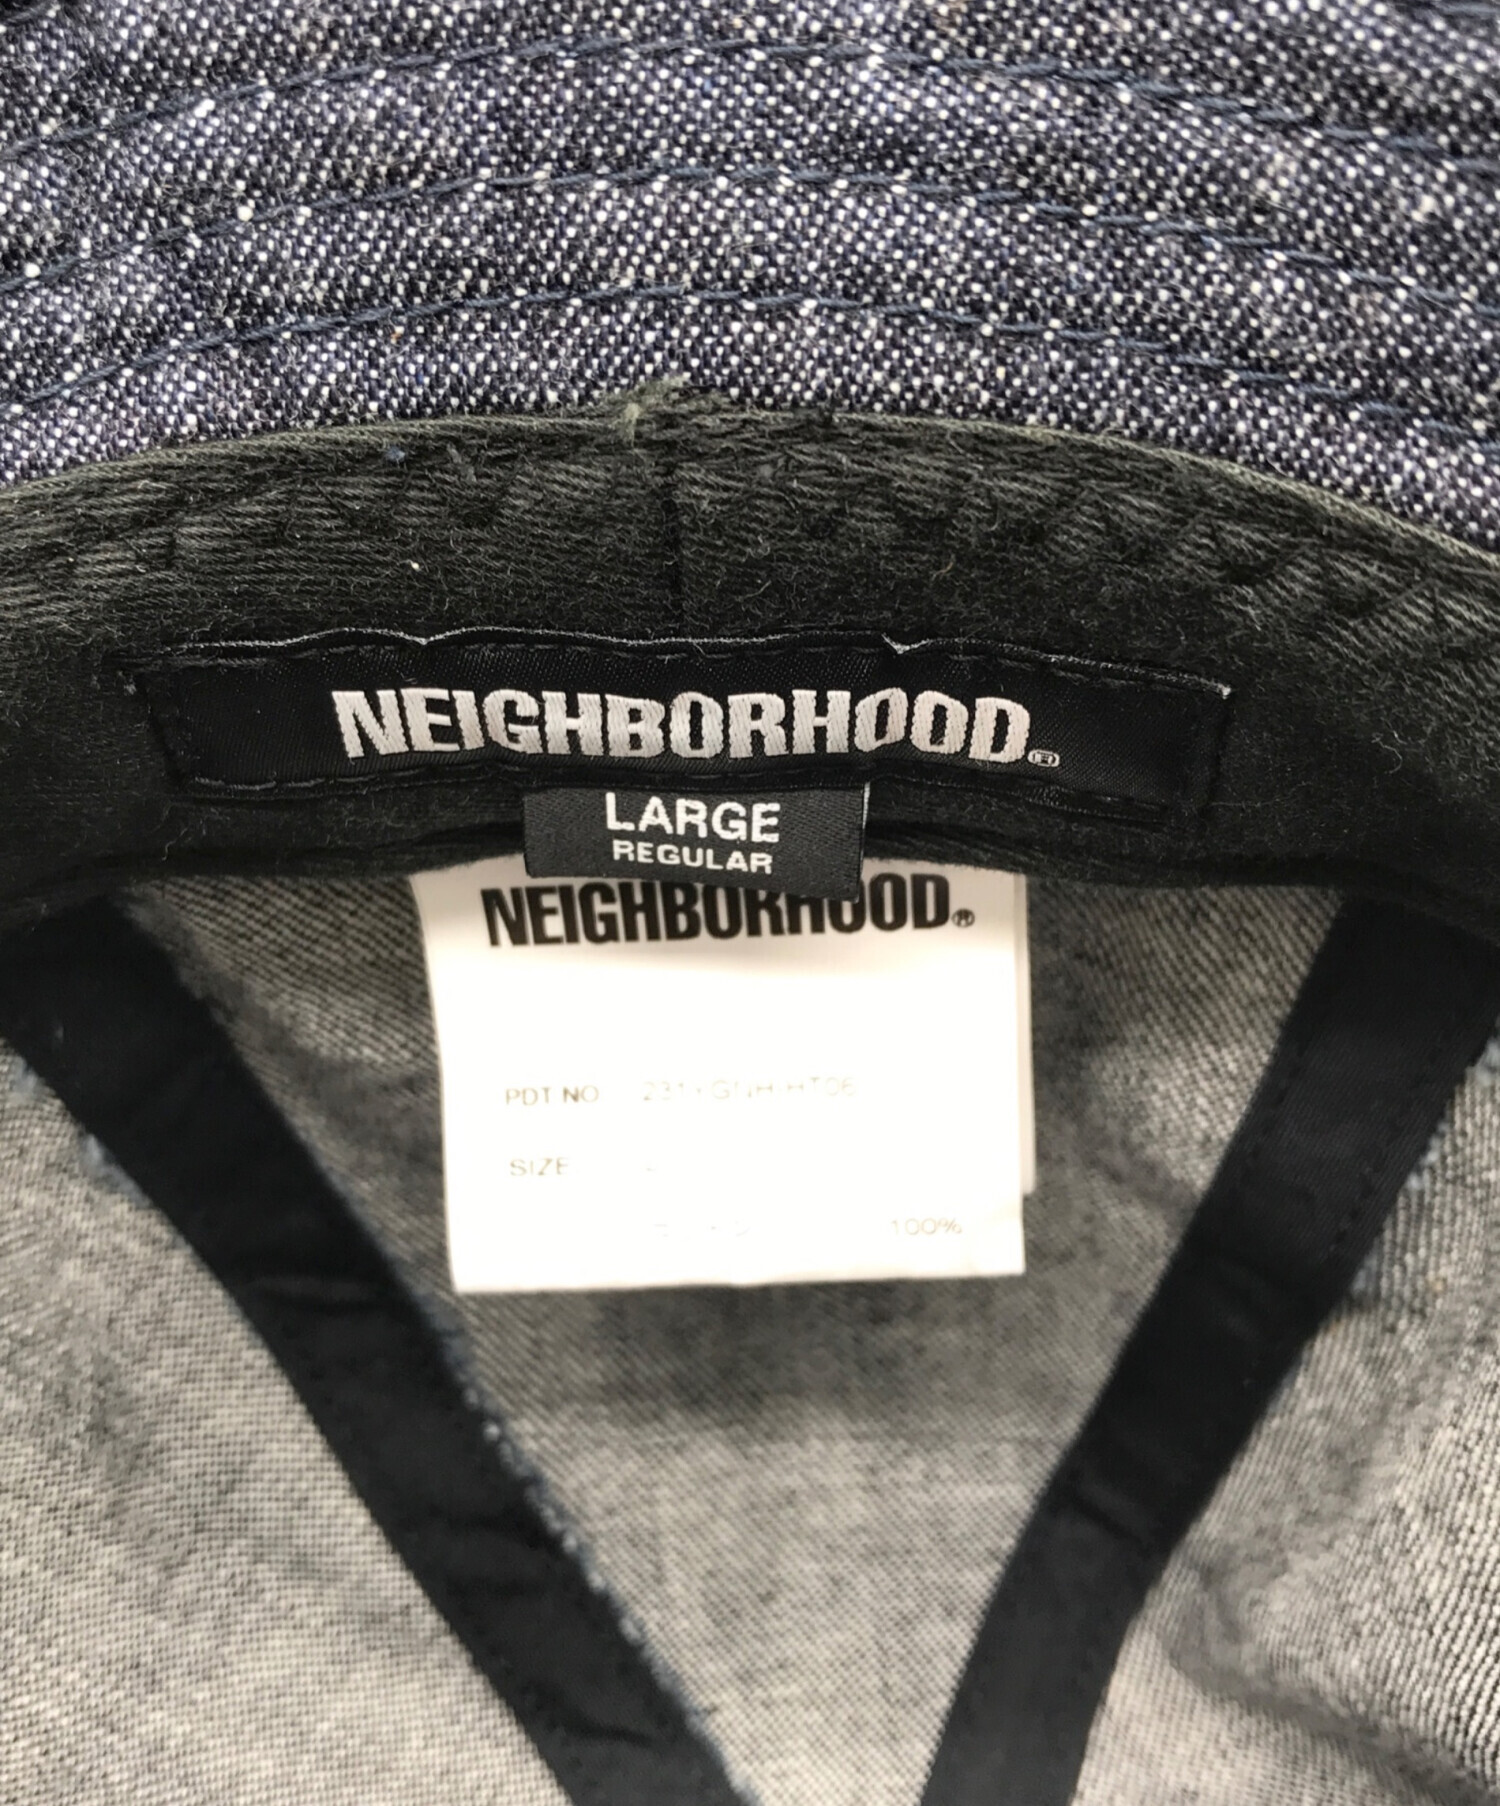 NEIGHBORHOOD®
LARGE
REGULAR
NEIGHBORHOOD®
PDT NO
SIZE
100%